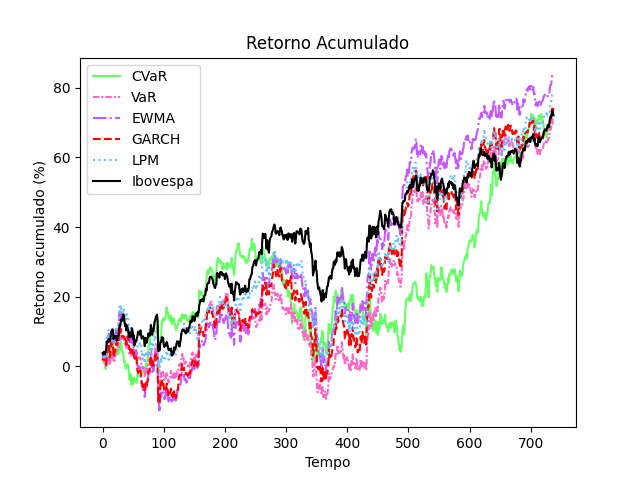 Retorno Acumulado
Retorno acumulado (%)
80
60
40
20
0
CVaR
VaR
EWMA
GARCH
LPM
Ibovespa
0 100 200 300 400 500 600 700
Tempo